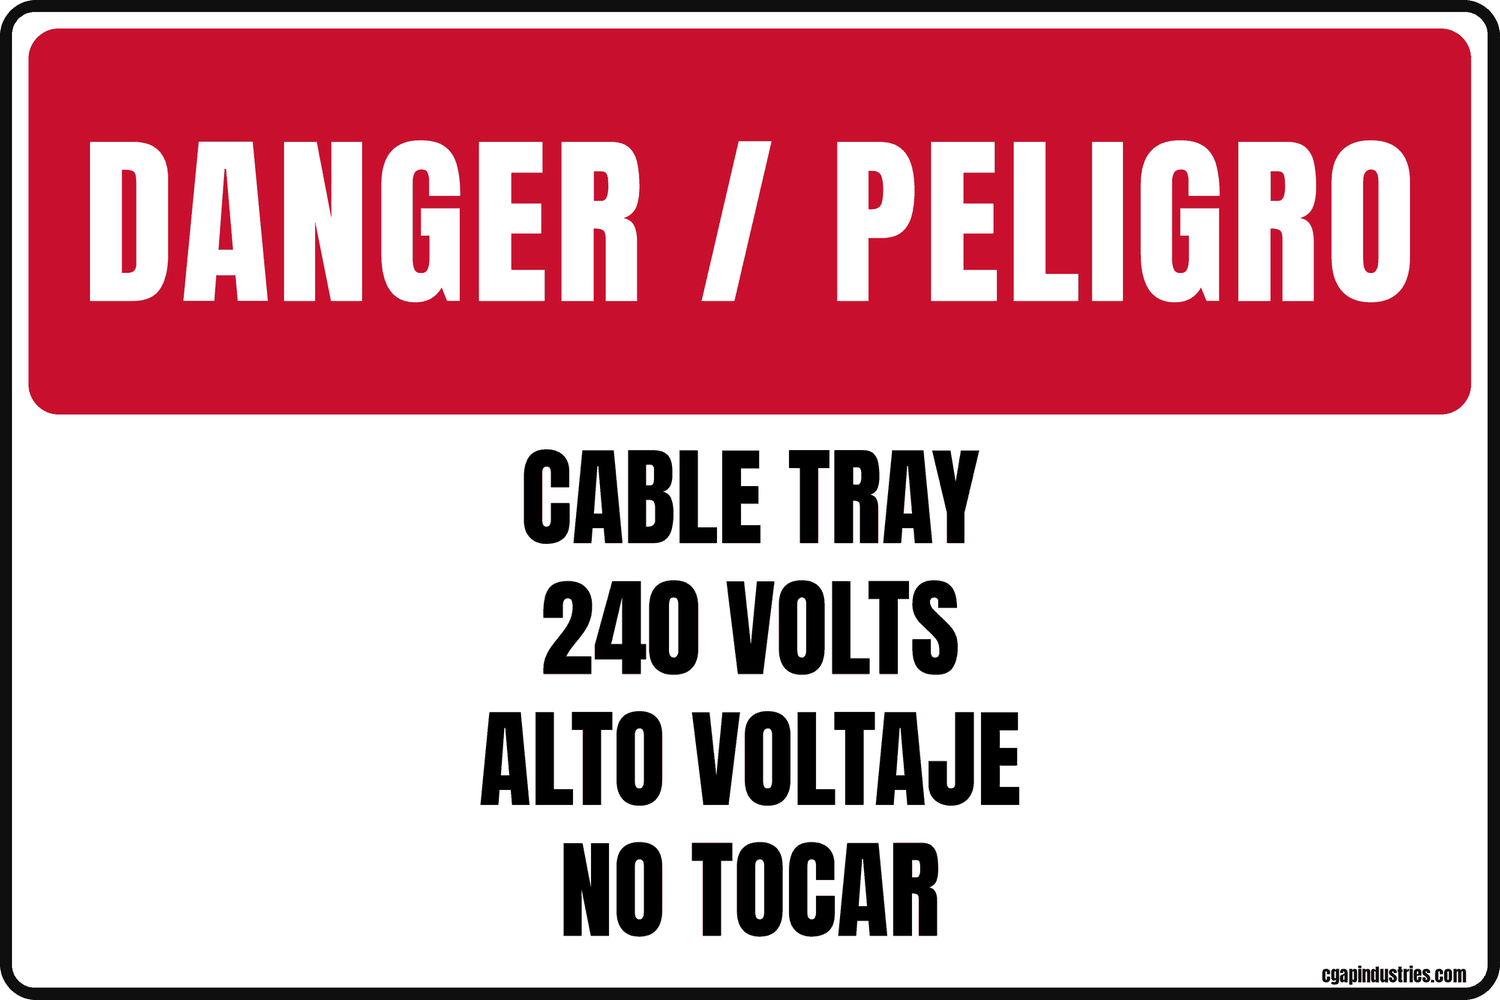 DANGER / PELIGRO
CABLE TRAY
240 VOLTS
ALTO VOLTAJE
NO TOCAR
cgapindustries.com